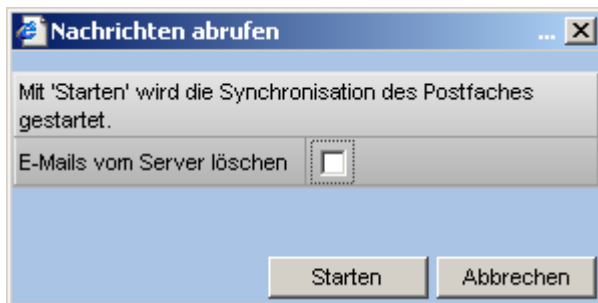 Nachrichten abrufen ...
Mit 'Starten' wird die Synchronisation des Postfaches
gestartet.
E-Mails vom Server löschen
Starten Abbrechen